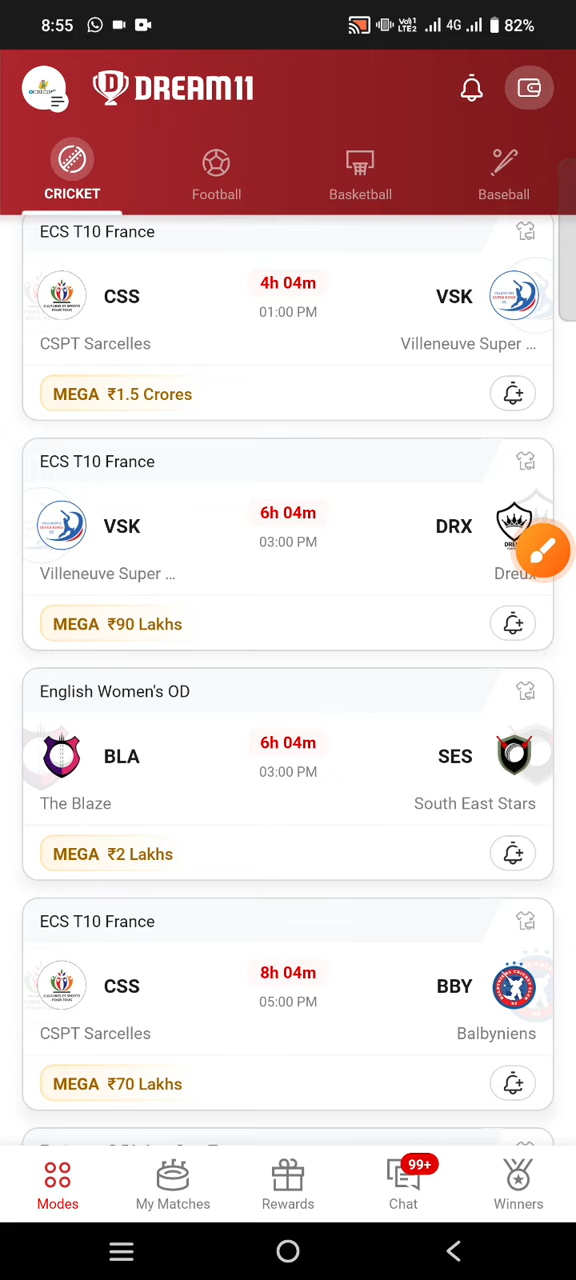 8:55
Vo)) 1
LTE2
4G
82%
DREAM11
CRICKET
Football
Basketball
Baseball
ECS T10 France
CSS
4h 04m
VSK
01:00 PM
CSPT Sarcelles
Villeneuve Super ...
MEGA ₹1.5 Crores
ECS T10 France
VSK
6h 04m
DRX
03:00 PM
Villeneuve Super ...
Dreux
MEGA ₹90 Lakhs
English Women's OD
BLA
6h 04m
SES
03:00 PM
The Blaze
South East Stars
MEGA ₹2 Lakhs
ECS T10 France
CSS
8h 04m
BBY
05:00 PM
CSPT Sarcelles
Balbyniens
MEGA ₹70 Lakhs
99+
Modes
My Matches
Rewards
Chat
Winners